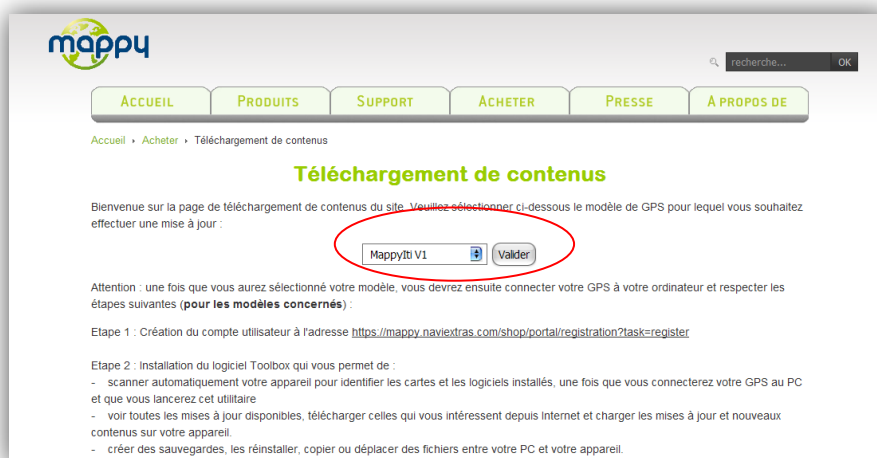 mappy
recherche... OK
ACCUEIL PRODUITS SUPPORT ACHETER PRESSE A PROPOS DE
Accueil Acheter Téléchargement de contenus
Téléchargement de contenus
Bienvenue sur la page de téléchargement de contenus du site. Veuillez sélectionner ci-dessous le modèle de GPS pour lequel vous souhaitez
effectuer une mise à jour :
MappyIti V1 Valider
Attention : une fois que vous aurez sélectionné votre modèle, vous devrez ensuite connecter votre GPS à votre ordinateur et respecter les
étapes suivantes (pour les modèles concernés) :
Etape 1 : Création du compte utilisateur à l'adresse https://mappy.naviextras.com/shop/portal/registration?task=register
Etape 2 : Installation du logiciel Toolbox qui vous permet de :
- scanner automatiquement votre appareil pour identifier les cartes et les logiciels installés, une fois que vous connecterez votre GPS au PC
et que vous lancerez cet utilitaire
- voir toutes les mises à jour disponibles, télécharger celles qui vous intéressent depuis Internet et charger les mises à jour et nouveaux
contenus sur votre appareil.
- créer des sauvegardes, les réinstaller, copier ou déplacer des fichiers entre votre PC et votre appareil.